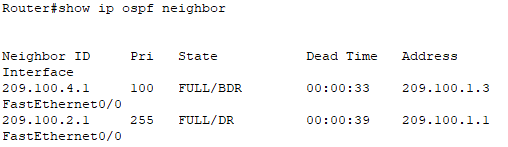 Router#show ip ospf neighbor
Neighbor ID     Pri   State           Dead Time   Address
Interface
209.100.4.1     100   FULL/BDR        00:00:33    209.100.1.3
FastEthernet0/0
209.100.2.1     255   FULL/DR         00:00:39    209.100.1.1
FastEthernet0/0